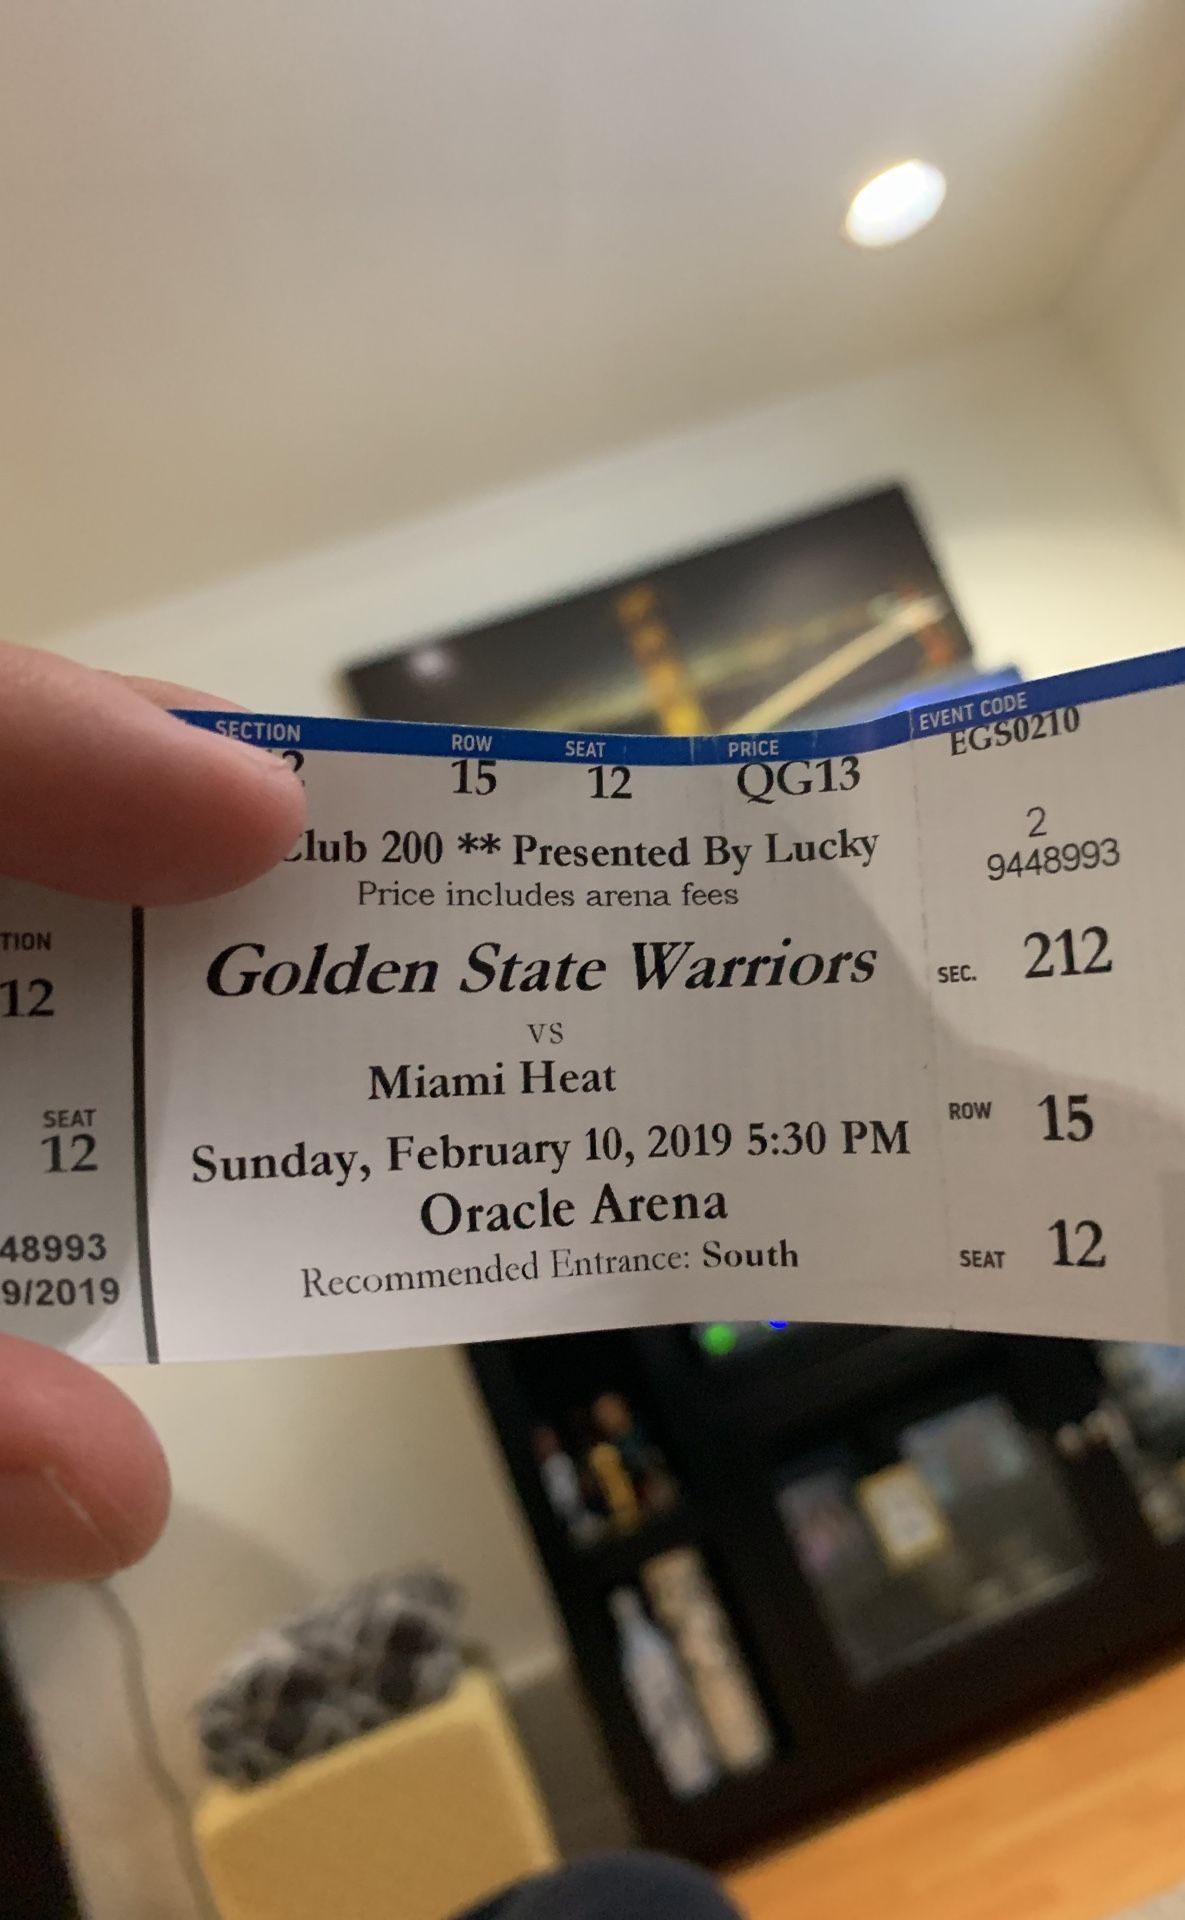 SECTION ROW SEAT PRICE EVENT CODE
2 15 12 QG13 EGS0210
Club 200 ** Presented By Lucky
Price includes arena fees
Golden State Warriors
VS
Miami Heat
Sunday, February 10, 2019 5:30 PM
Oracle Arena
Recommended Entrance: South
2
9448993
SEC. 212
ROW 15
SEAT 12
TION
12
SEAT
12
48993
9/2019